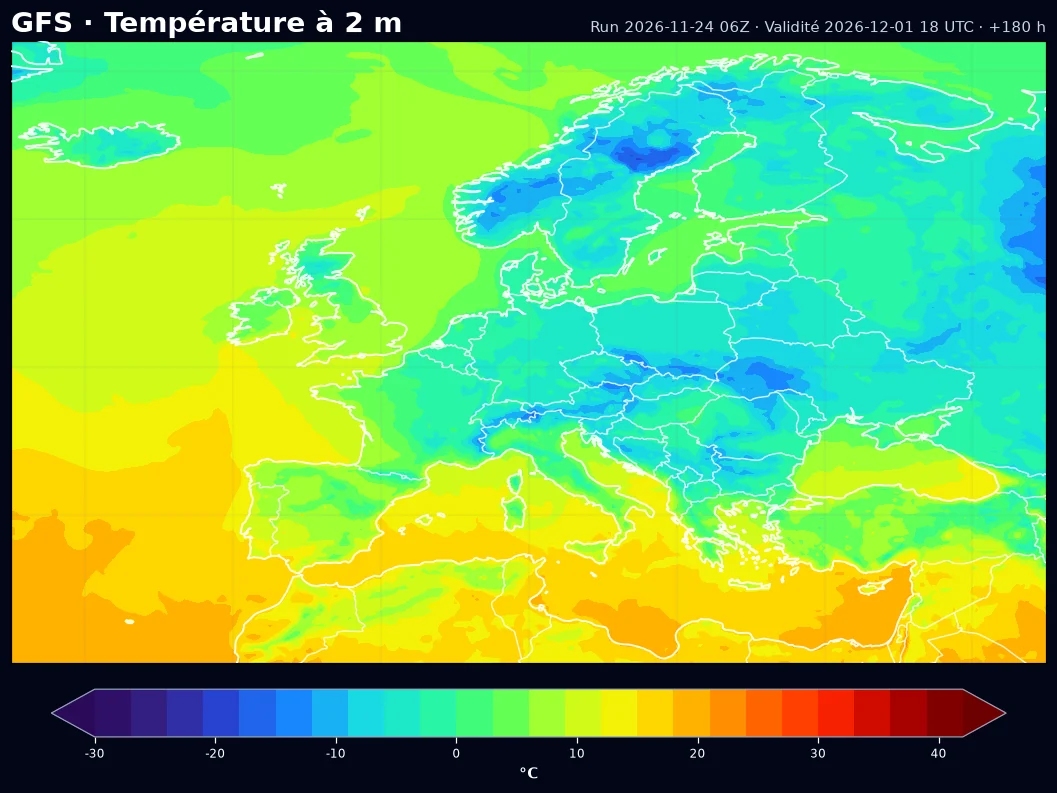 GFS · Température à 2 m
Run 2026-11-24 06Z · Validité 2026-12-01 18 UTC · +180 h
-30 -20 -10 0 10 20 30 40
°C